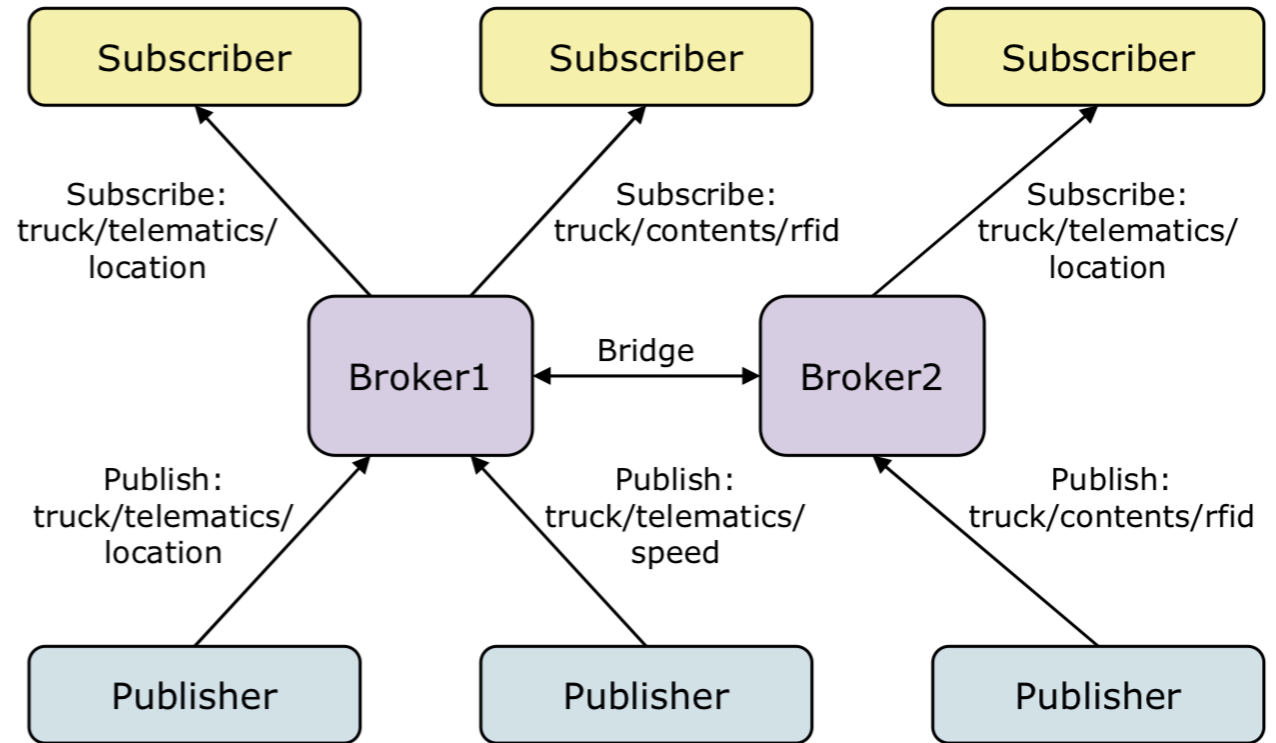 Subscriber
Subscriber
Subscriber
Subscribe:
truck/telematics/
location
Subscribe:
truck/contents/rfid
Subscribe:
truck/telematics/
location
Broker1
Bridge
Broker2
Publish:
truck/telematics/
location
Publish:
truck/telematics/
speed
Publish:
truck/contents/rfid
Publisher
Publisher
Publisher